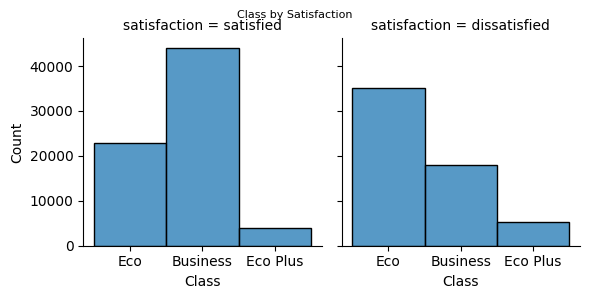 Class by Satisfaction
satisfaction = satisfied
satisfaction = dissatisfied
Count
40000
30000
20000
10000
0
Eco Business Eco Plus
Class
Eco Business Eco Plus
Class